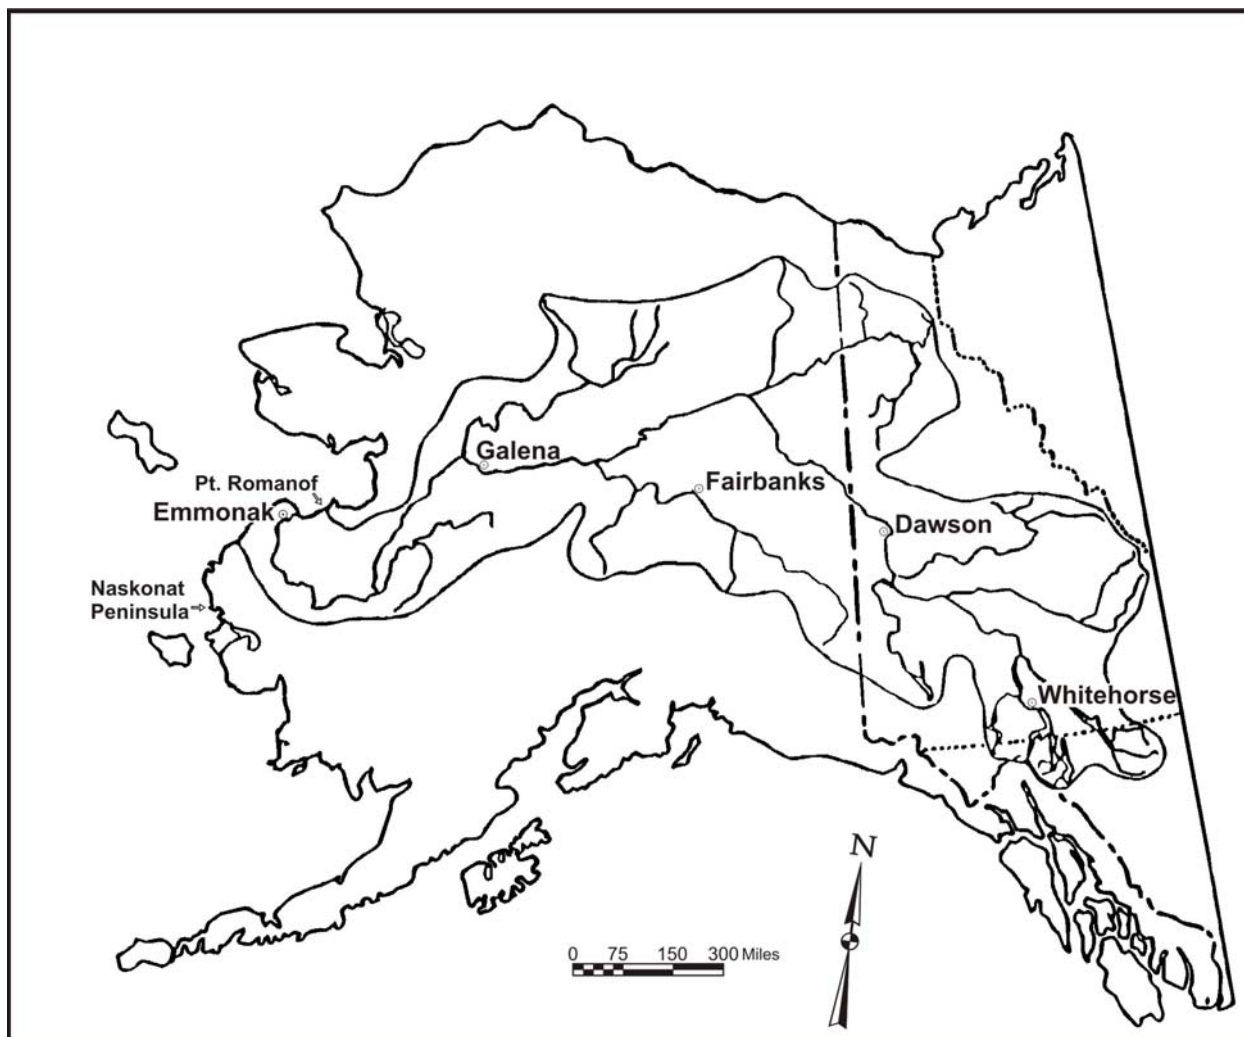 Galena
Pt. Romanof
Emmonak
Fairbanks
Dawson
Naskonat
Peninsula
Whitehorse
N
0 75 150 300 Miles